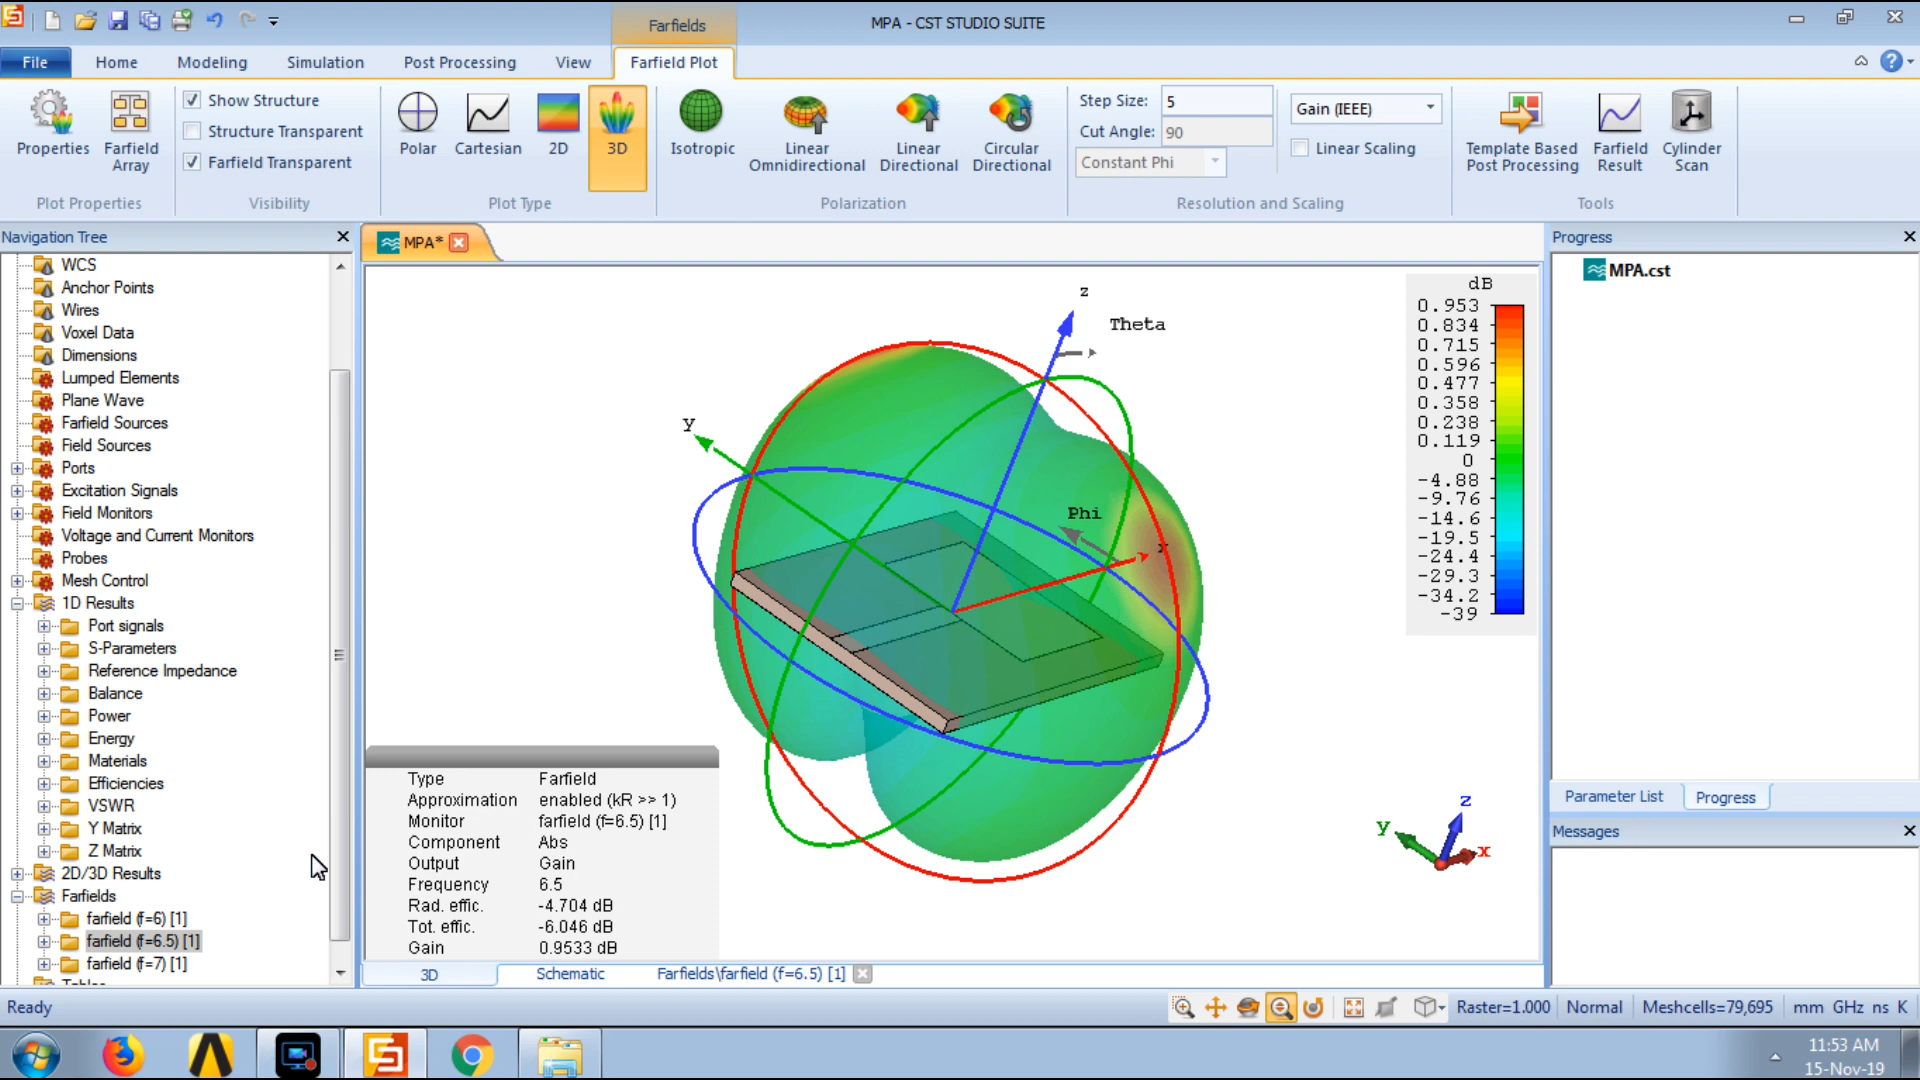 Farfields
MPA - CST STUDIO SUITE
File
Home
Modeling
Simulation
Post Processing
View
Farfield Plot
Properties
Farfield
Array
Plot Properties
Show Structure
Structure Transparent
Farfield Transparent
Visibility
Polar
Cartesian
2D
3D
Plot Type
Isotropic
Linear
Omnidirectional
Linear
Directional
Circular
Directional
Polarization
Step Size: 5
Cut Angle: 90
Constant Phi
Gain (IEEE)
Linear Scaling
Resolution and Scaling
Template Based
Post Processing
Farfield
Result
Cylinder
Scan
Tools
Navigation Tree
WCS
Anchor Points
Wires
Voxel Data
Dimensions
Lumped Elements
Plane Wave
Farfield Sources
Field Sources
Ports
Excitation Signals
Field Monitors
Voltage and Current Monitors
Probes
Mesh Control
1D Results
Port signals
S-Parameters
Reference Impedance
Balance
Power
Energy
Materials
Efficiencies
VSWR
Y Matrix
Z Matrix
2D/3D Results
Farfields
farfield (f=6) [1]
farfield (f=6.5) [1]
farfield (f=7) [1]
Tables
MPA*
z
Theta
y
Phi
x
dB
0.953
0.834
0.715
0.596
0.477
0.358
0.238
0.119
0
-4.88
-9.76
-14.6
-19.5
-24.4
-29.3
-34.2
-39
Type Farfield
Approximation enabled (kR >> 1)
Monitor farfield (f=6.5) [1]
Component Abs
Output Gain
Frequency 6.5
Rad. effic. -4.704 dB
Tot. effic. -6.046 dB
Gain 0.9533 dB
z
y
x
3D
Schematic
Farfields\farfield (f=6.5) [1]
Progress
MPA.cst
Parameter List
Progress
Messages
Ready
Raster=1.000
Normal
Meshcells=79,695
mm GHz ns K
11:53 AM
15-Nov-19